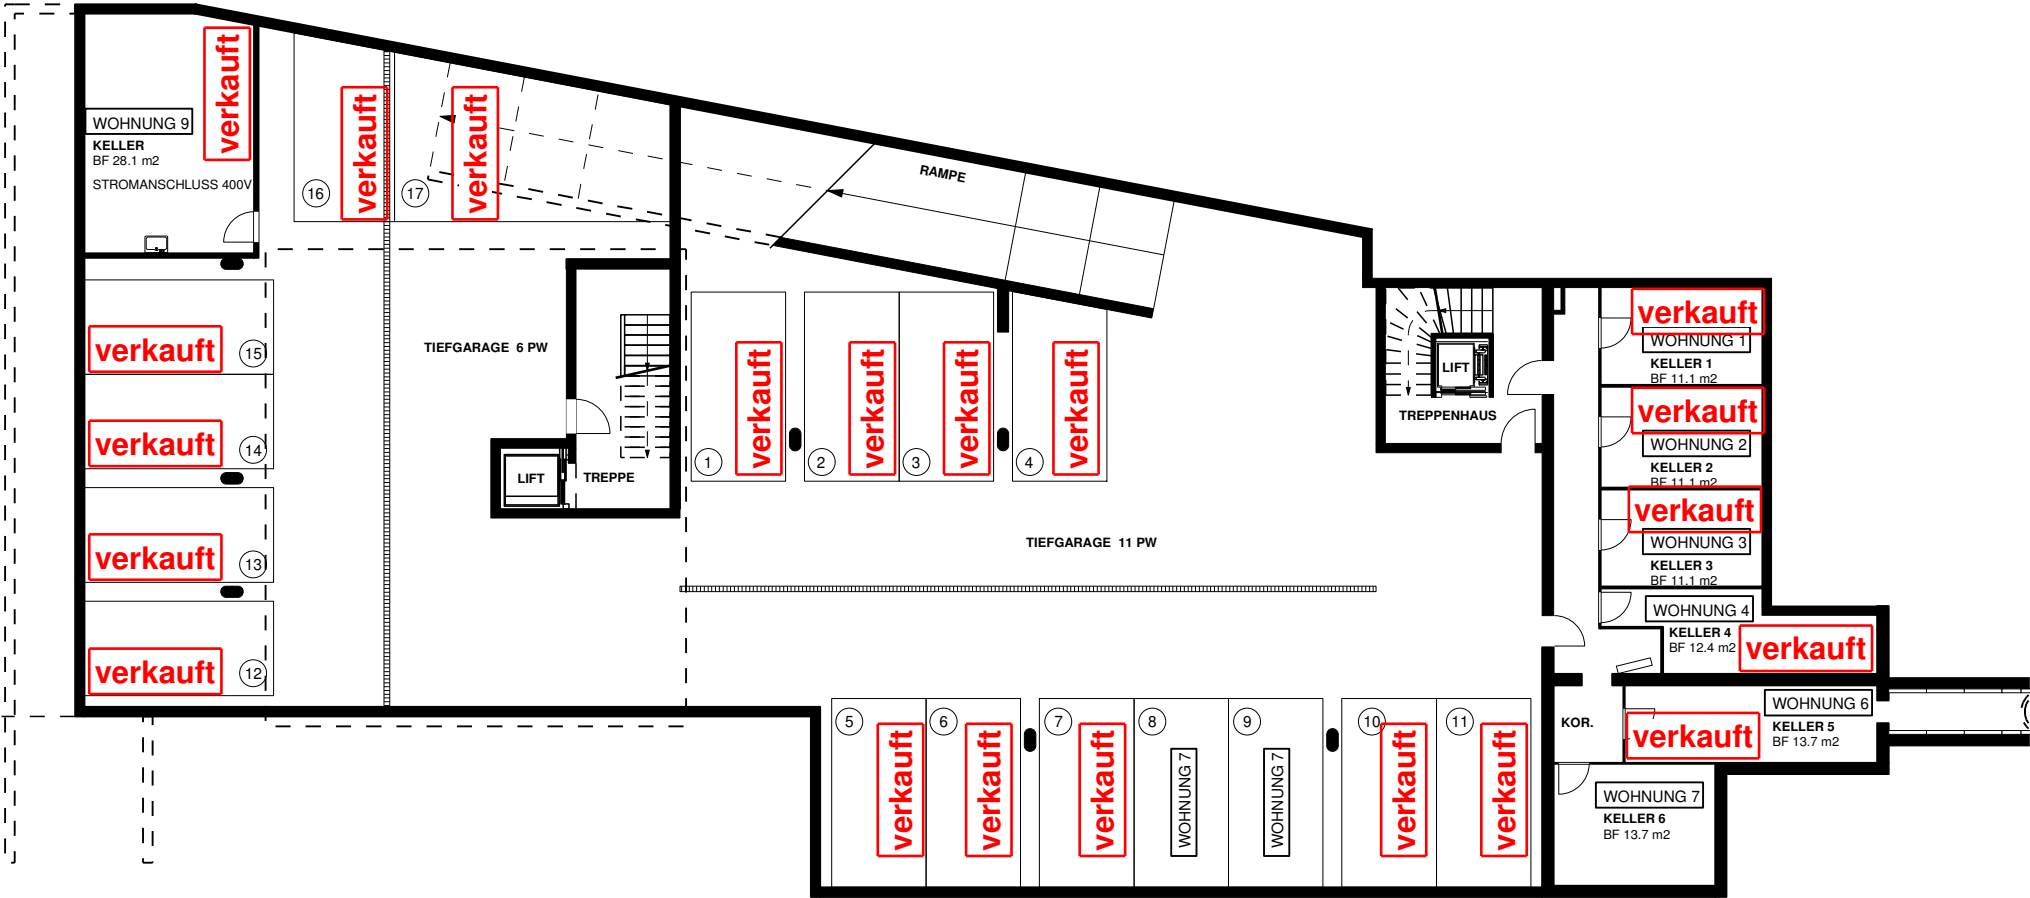 verkauft
WOHNUNG 9
KELLER
BF 28.1 m2
STROMANSCHLUSS 400V
16
verkauft
17
verkauft
RAMPE
verkauft
15
verkauft
14
verkauft
13
verkauft
12
TIEFGARAGE 6 PW
LIFT
TREPPE
1
verkauft
2
verkauft
3
verkauft
4
verkauft
TIEFGARAGE 11 PW
LIFT
TREPPENHAUS
verkauft
WOHNUNG 1
KELLER 1
BF 11.1 m2
verkauft
WOHNUNG 2
KELLER 2
BF 11.1 m2
verkauft
WOHNUNG 3
KELLER 3
BF 11.1 m2
WOHNUNG 4
KELLER 4
BF 12.4 m2
verkauft
KOR.
WOHNUNG 6
KELLER 5
BF 13.7 m2
verkauft
WOHNUNG 7
KELLER 6
BF 13.7 m2
5
verkauft
6
verkauft
7
verkauft
8
WOHNUNG 7
9
WOHNUNG 7
10
verkauft
11
verkauft